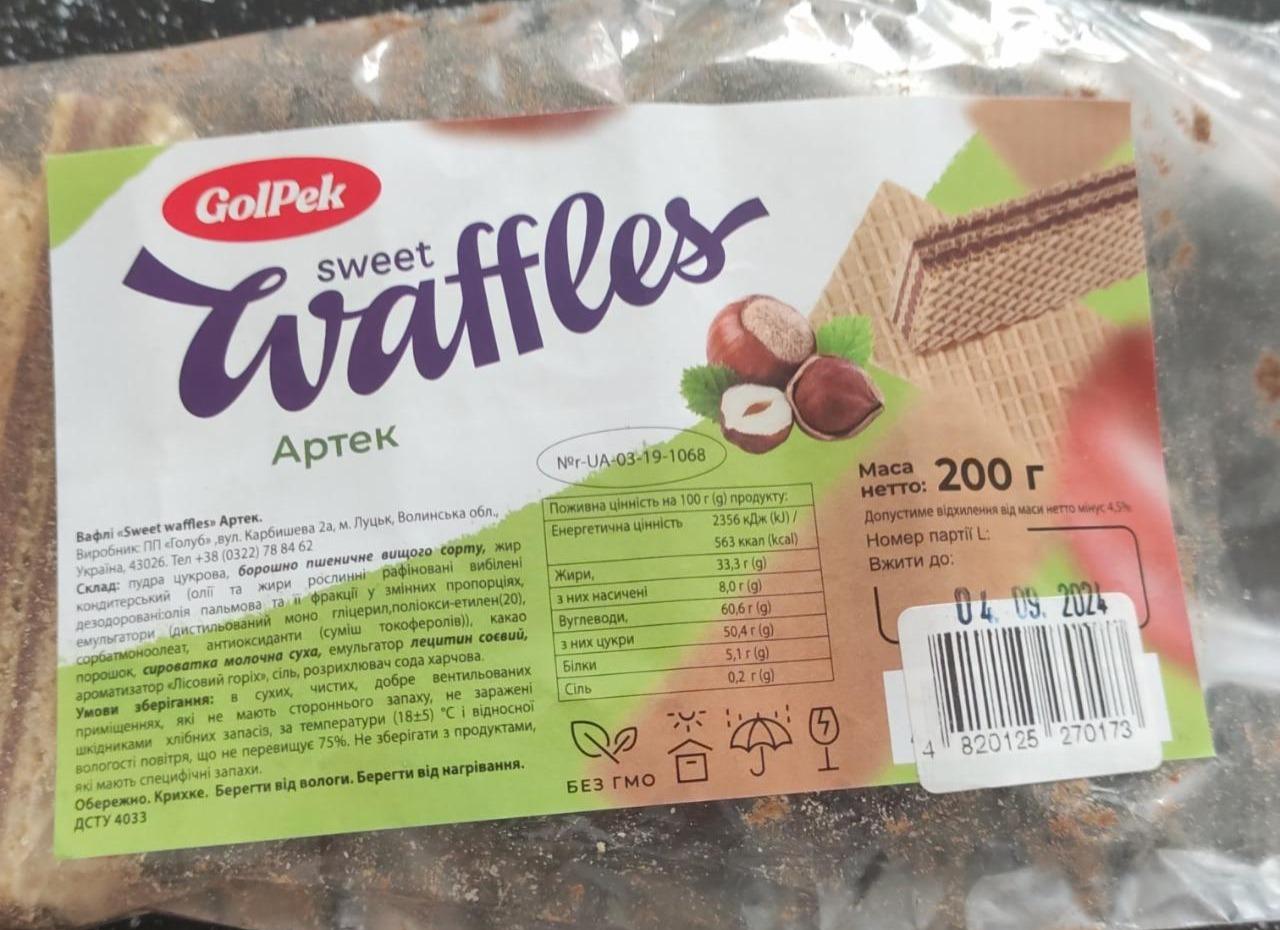 GolPek
sweet
waffles
Артек
Вафлі «Sweet waffles» Артек.
Виробник: ПП «Голуб» ,вул. Карбишева 2а, м. Луцьк, Волинська обл.,
Україна, 43026. Тел +38 (0322) 78 84 62
Склад: пудра цукрова, борошно пшеничне вищого сорту, жир
кондитерський (олії та жири рослинні рафіновані вибілені
дезодоровані:олія пальмова та її фракції у змінних пропорціях,
емульгатори (дистильований моно гліцерил,поліокси-етилен(20),
сорбатмоноолеат, антиоксиданти (суміш токоферолів)), какао
порошок, сироватка молочна суха, емульгатор лецитин соєвий,
ароматизатор «Лісовий горіх», сіль, розрихлювач сода харчова.
Умови зберігання: в сухих, чистих, добре вентильованих
приміщеннях, які не мають стороннього запаху, не заражені
шкідниками хлібних запасів, за температури (18±5) °С і відносної
вологості повітря, що не перевищує 75%. Не зберігати з продуктами,
які мають специфічні запахи.
Обережно. Крихке. Берегти від вологи. Берегти від нагрівання.
ДСТУ 4033
№r-UA-03-19-1068
Поживна цінність на 100 г (g) продукту:
Енергетична цінність 2356 кДж (kJ) /
563 ккал (kcal)
Жири, 33,3 г (g)
з них насичені 8,0 г (g)
Вуглеводи, 60,6 г (g)
з них цукри 50,4 г (g)
Білки 5,1 г (g)
Сіль 0,2 г (g)
БЕЗ ГМО
Маса
нетто: 200 г
Допустиме відхилення від маси нетто мінус 4,5%
Номер партії L:
Вжити до:
04. 09. 2024
4 820125 270173